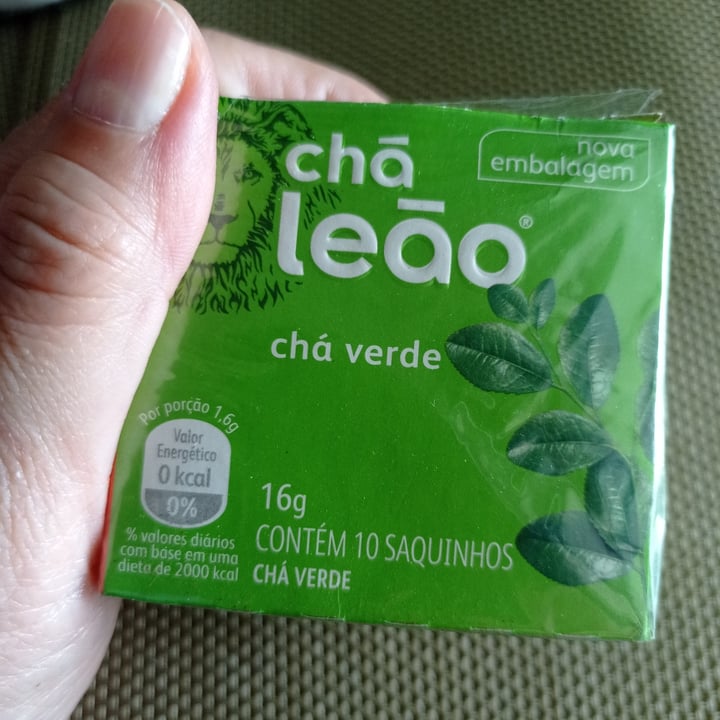 chá
leão®
nova
embalagem
chá verde
Por porção 1,6g
Valor
Energético
0 kcal
0%
% valores diários
com base em uma
dieta de 2000 kcal
16g
CONTÉM 10 SAQUINHOS
CHÁ VERDE